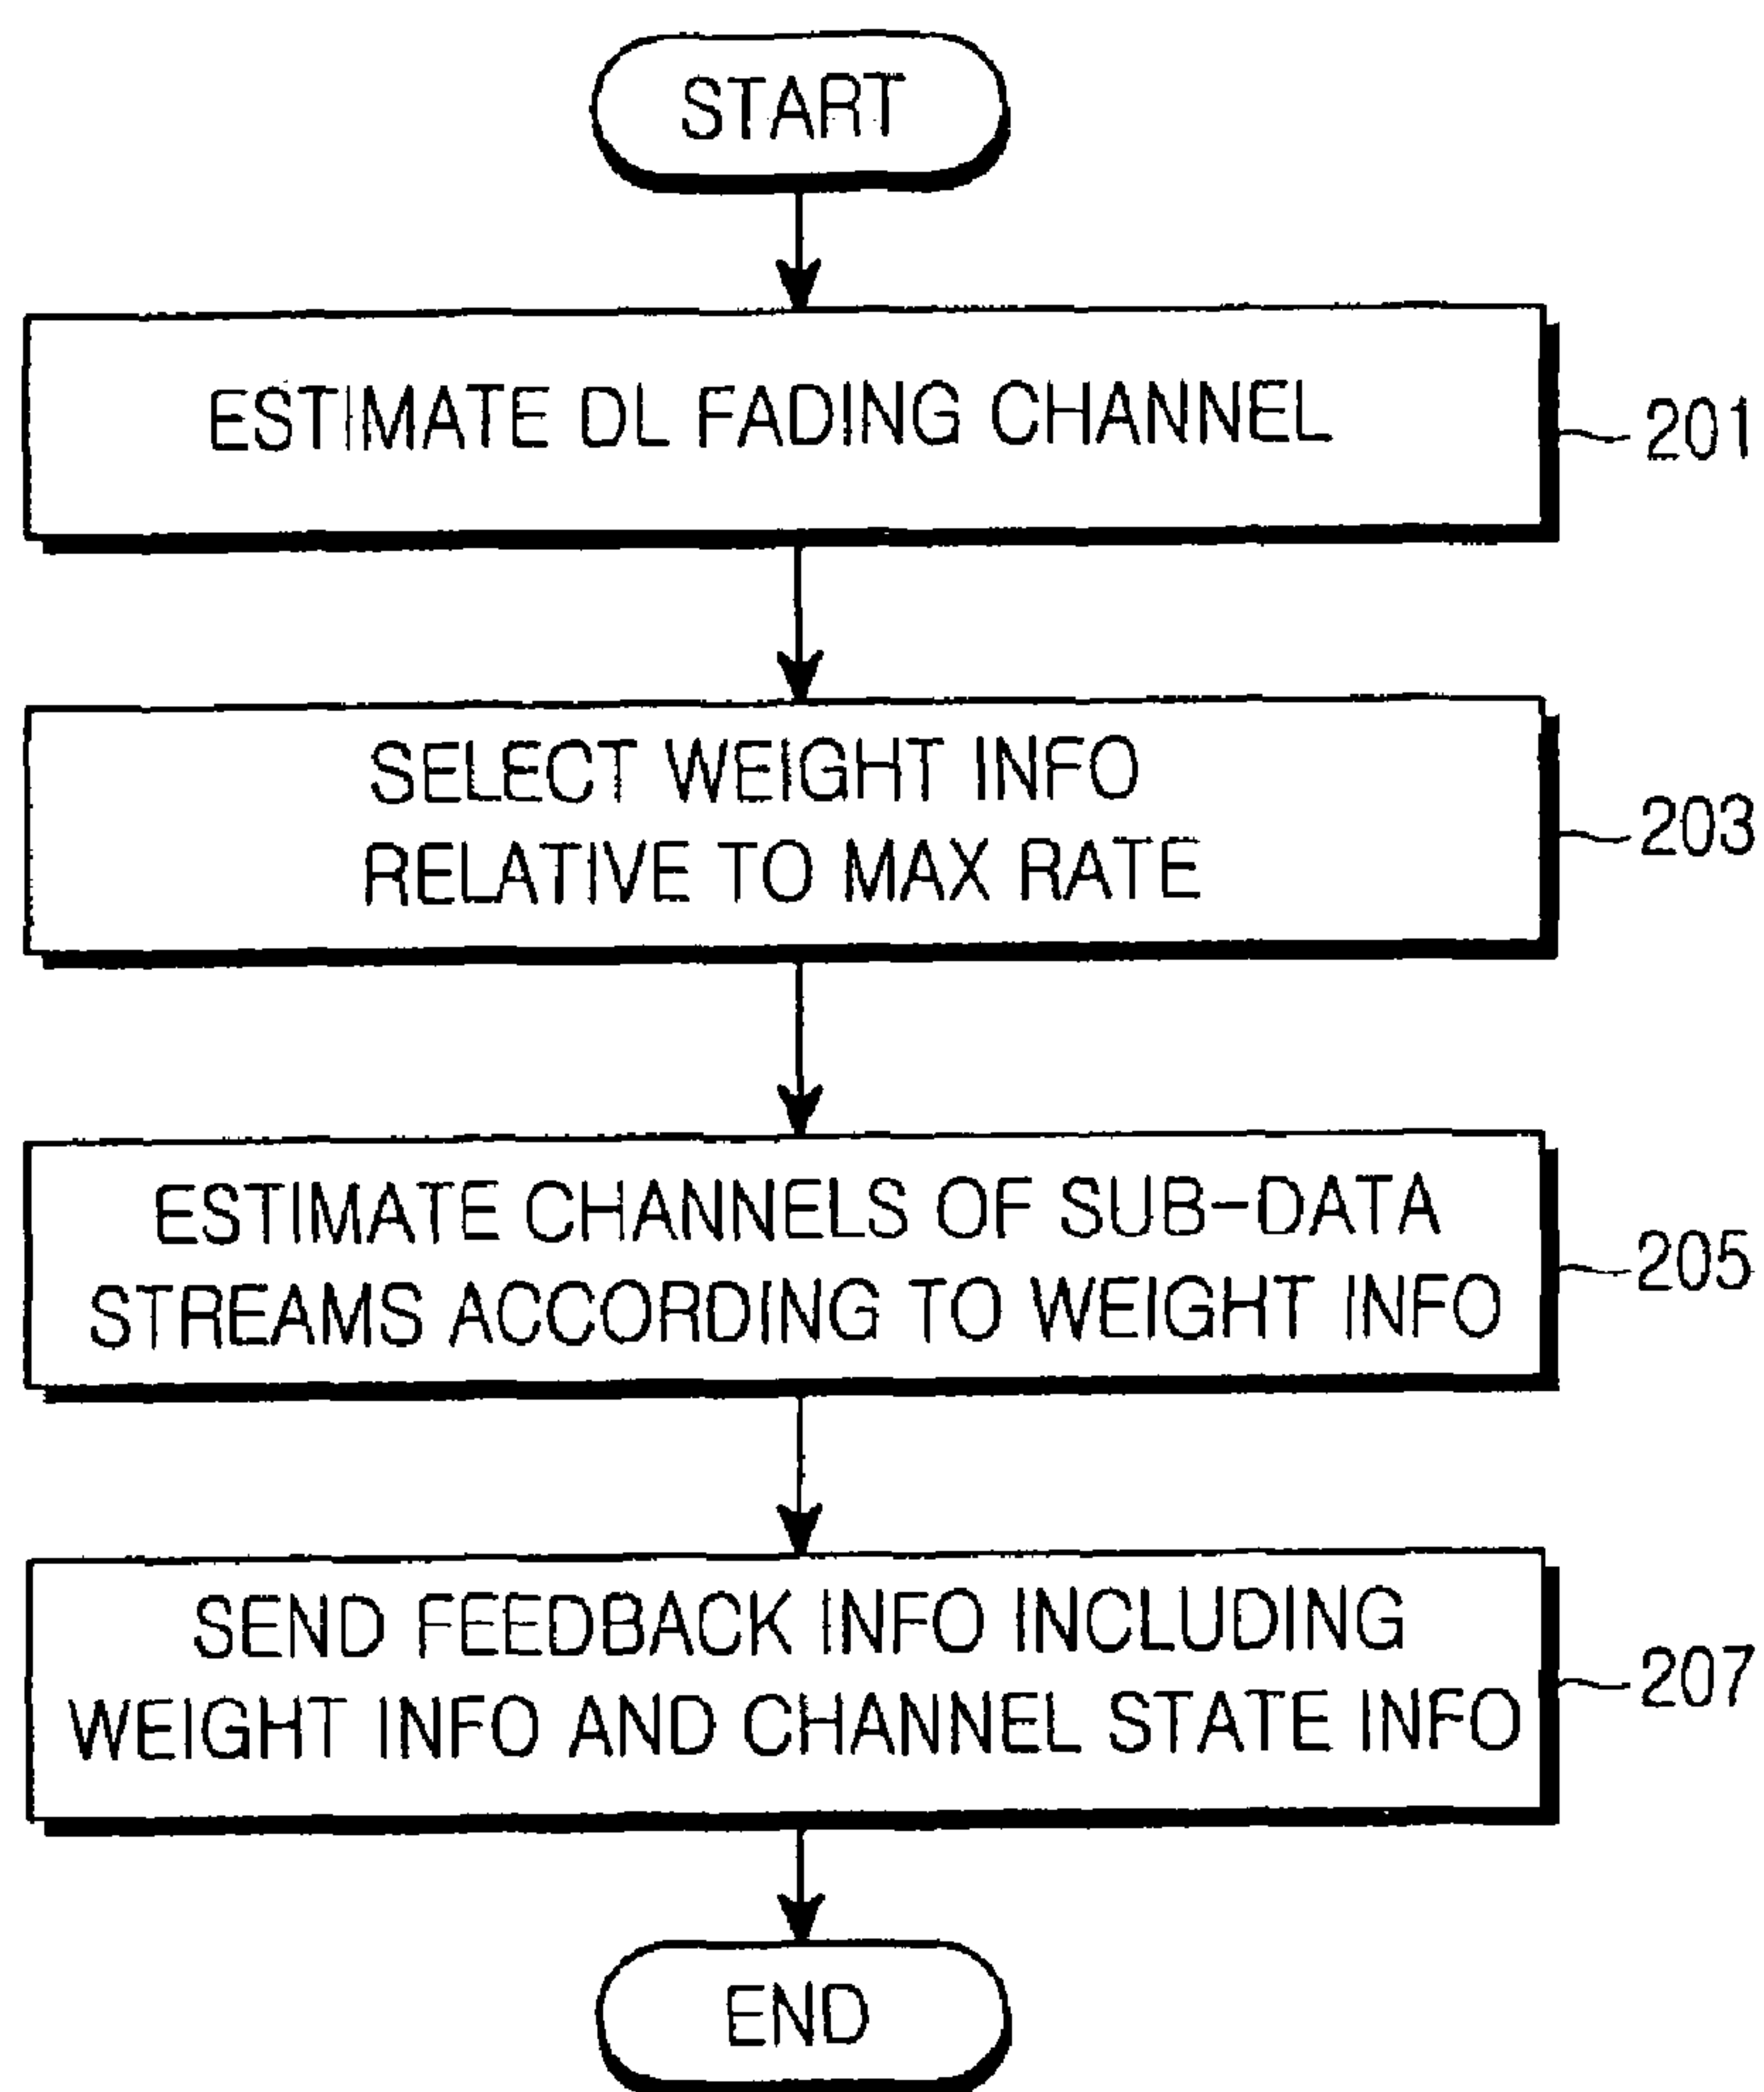 START
ESTIMATE DL FADING CHANNEL
201
SELECT WEIGHT INFO
RELATIVE TO MAX RATE
203
ESTIMATE CHANNELS OF SUB-DATA
STREAMS ACCORDING TO WEIGHT INFO
205
SEND FEEDBACK INFO INCLUDING
WEIGHT INFO AND CHANNEL STATE INFO
207
END